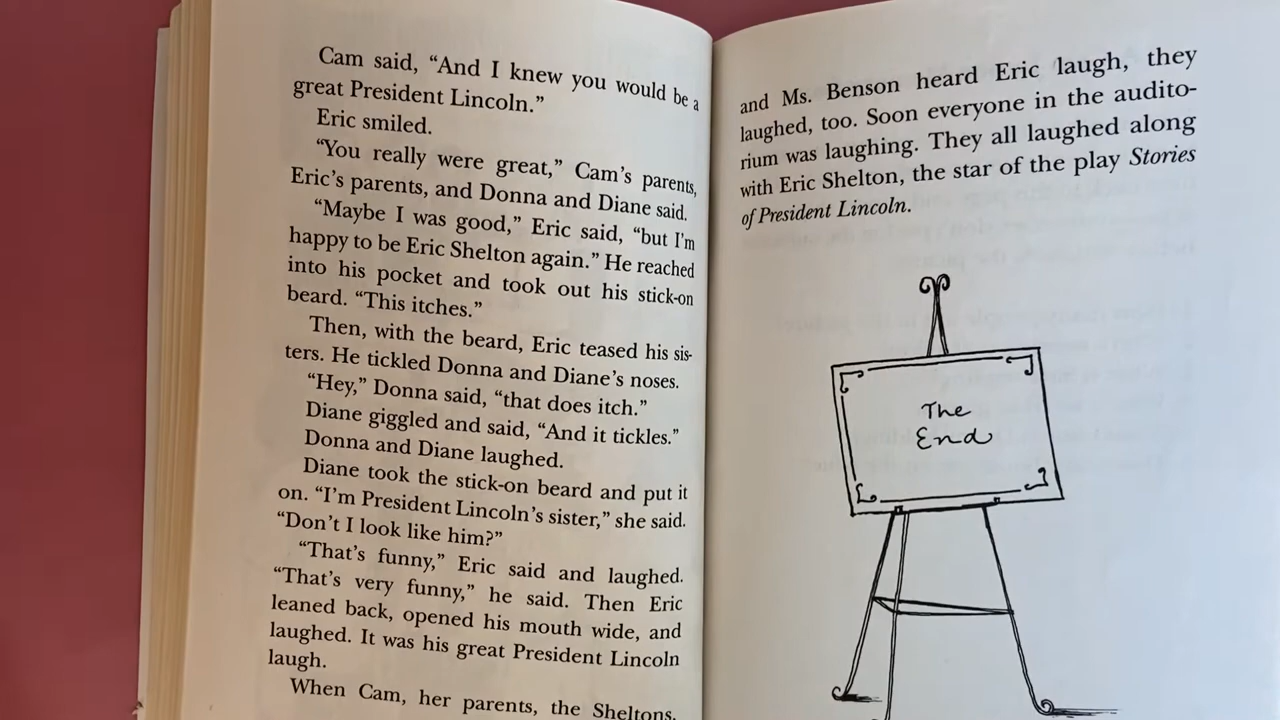 Cam said, “And I knew you would be a
great President Lincoln.”
Eric smiled.
“You really were great,” Cam’s parents,
Eric’s parents, and Donna and Diane said.
“Maybe I was good,” Eric said, “but I’m
happy to be Eric Shelton again.” He reached
into his pocket and took out his stick-on
beard. “This itches.”
Then, with the beard, Eric teased his sis-
ters. He tickled Donna and Diane’s noses.
“Hey,” Donna said, “that does itch.”
Diane giggled and said, “And it tickles.”
Donna and Diane laughed.
Diane took the stick-on beard and put it
on. “I’m President Lincoln’s sister,” she said.
“Don’t I look like him?”
“That’s funny,” Eric said and laughed.
“That’s very funny,” he said. Then Eric
leaned back, opened his mouth wide, and
laughed. It was his great President Lincoln
laugh.
When Cam, her parents, the Sheltons,
and Ms. Benson heard Eric laugh, they
laughed, too. Soon everyone in the audito-
rium was laughing. They all laughed along
with Eric Shelton, the star of the play Stories
of President Lincoln.
The
End